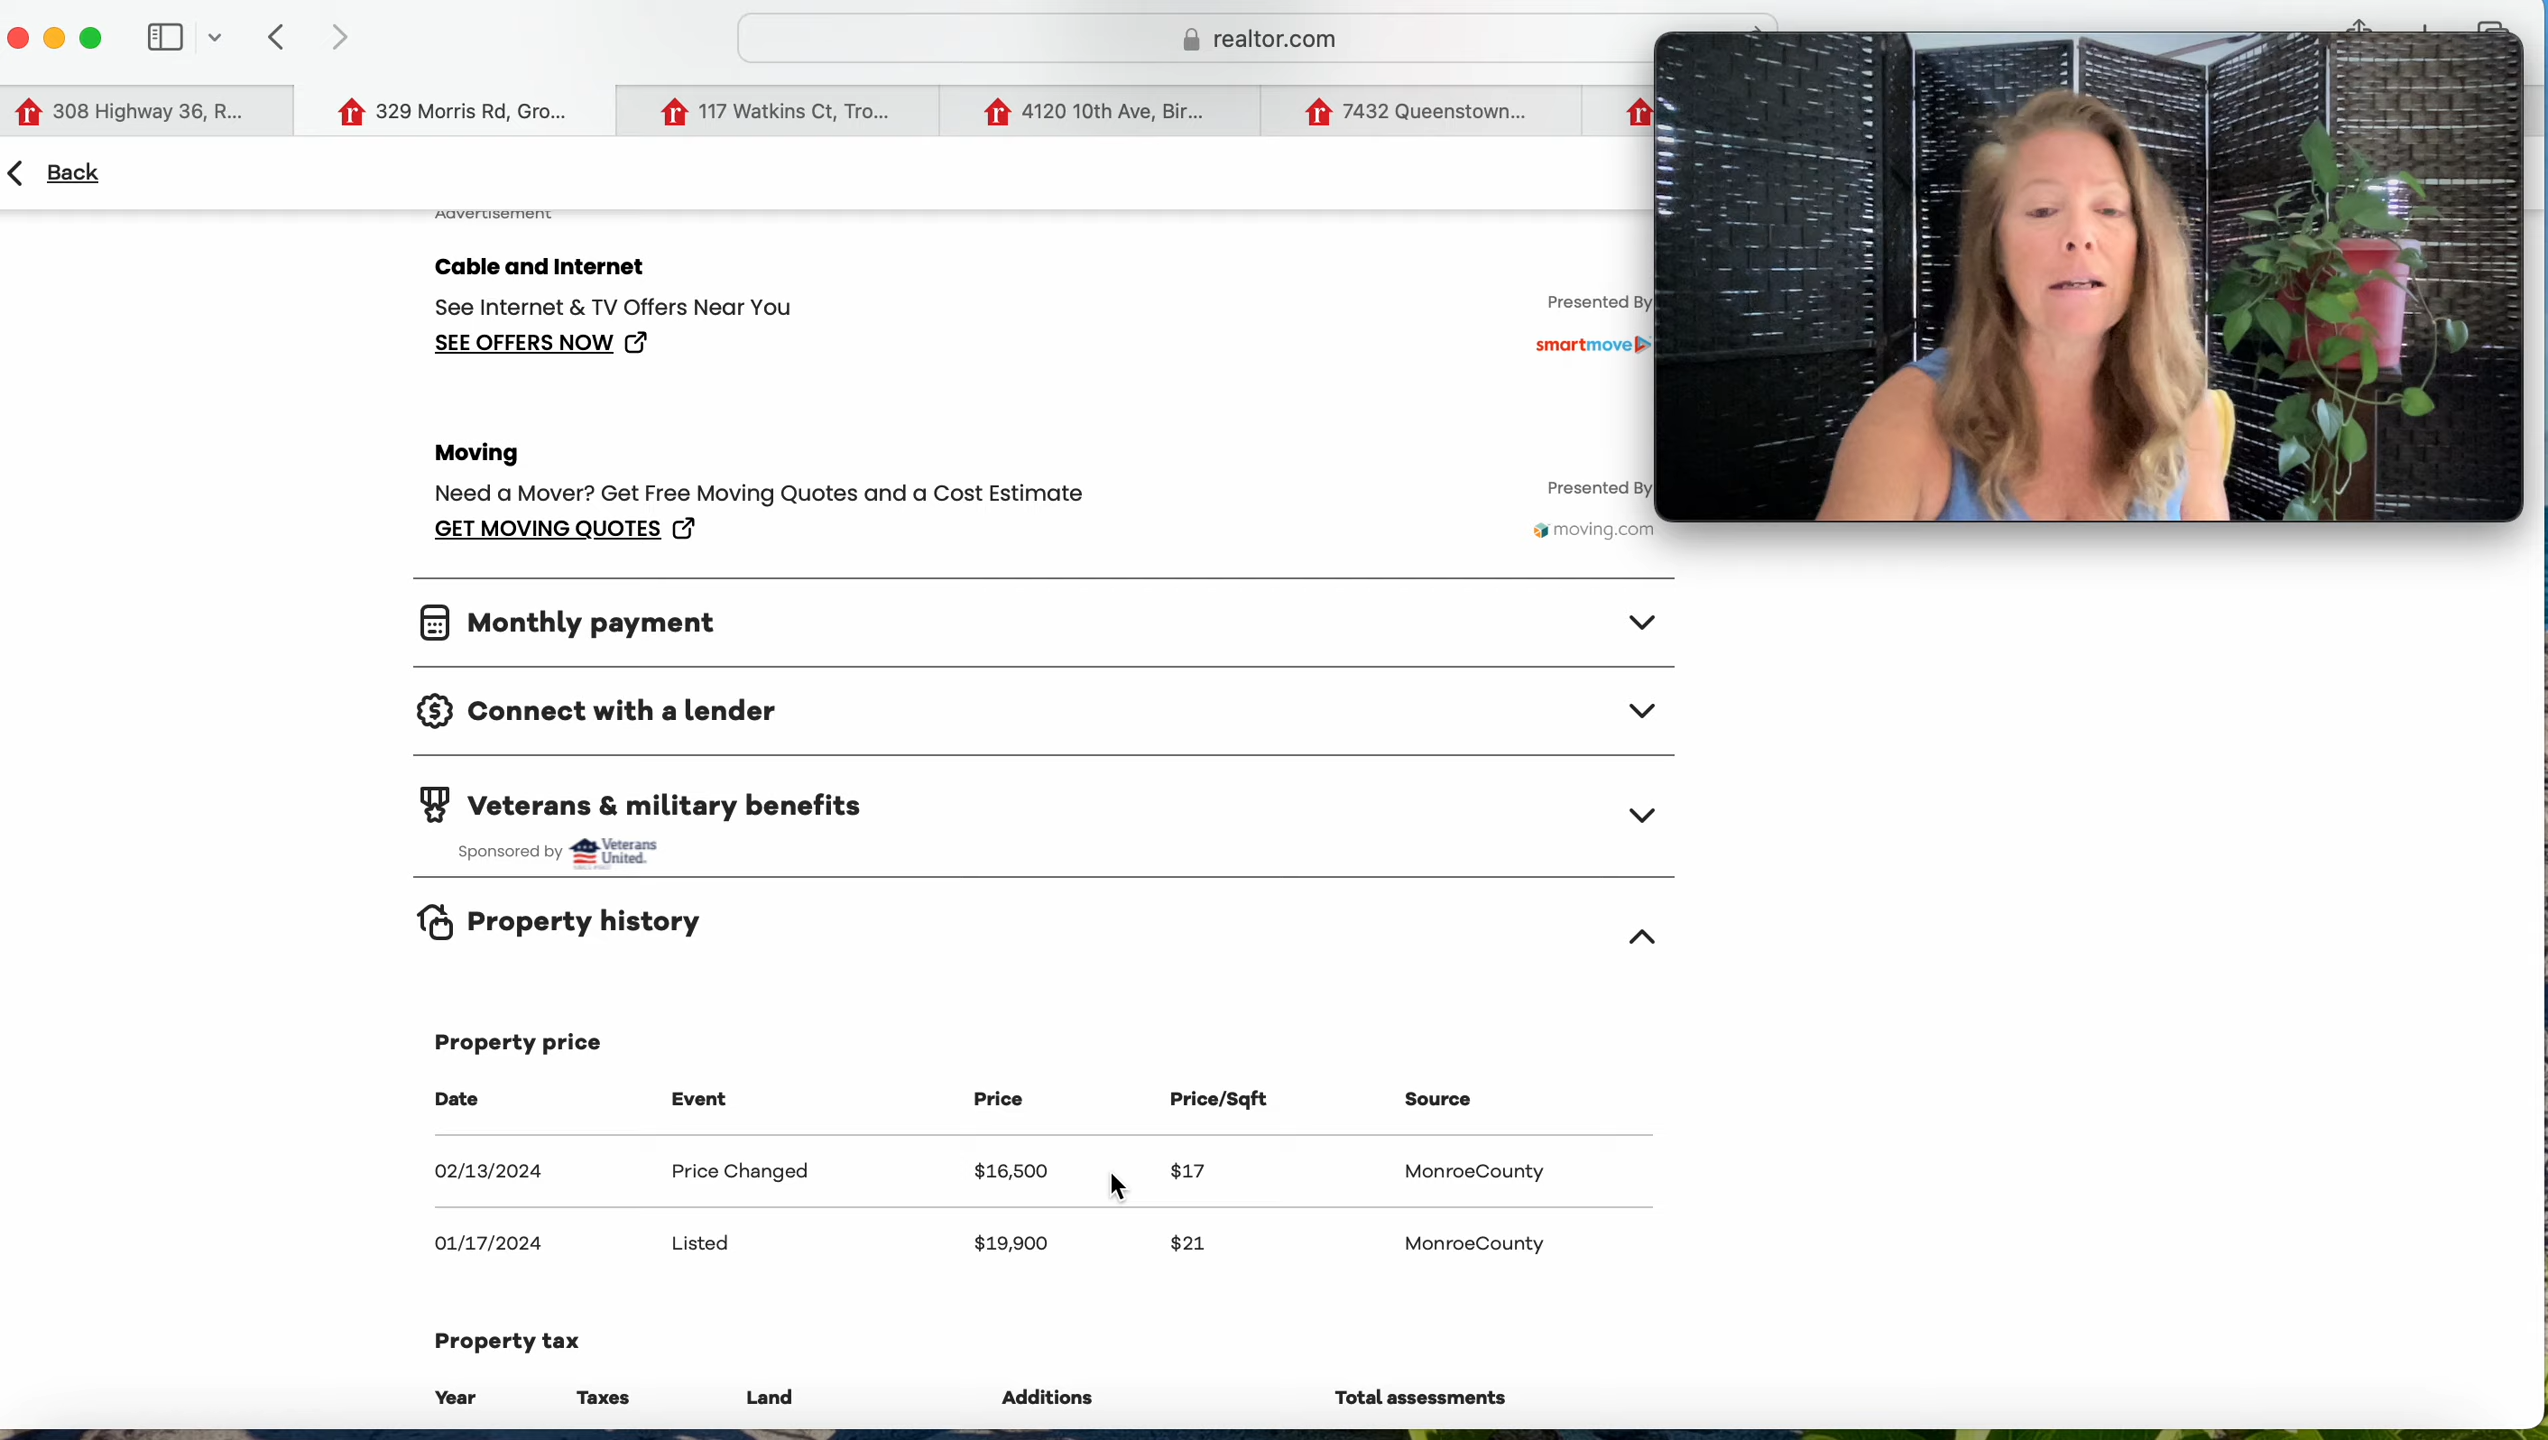 realtor.com
308 Highway 36, R...
329 Morris Rd, Gro...
117 Watkins Ct, Tro...
4120 10th Ave, Bir...
7432 Queenstown...
Back
Advertisement
Cable and Internet
See Internet & TV Offers Near You
SEE OFFERS NOW
Presented By
smartmove
Moving
Need a Mover? Get Free Moving Quotes and a Cost Estimate
GET MOVING QUOTES
Presented By
moving.com
Monthly payment
Connect with a lender
Veterans & military benefits
Sponsored by Veterans United.
Property history
Property price
Date Event Price Price/Sqft Source
02/13/2024 Price Changed $16,500 $17 MonroeCounty
01/17/2024 Listed $19,900 $21 MonroeCounty
Property tax
Year Taxes Land Additions Total assessments